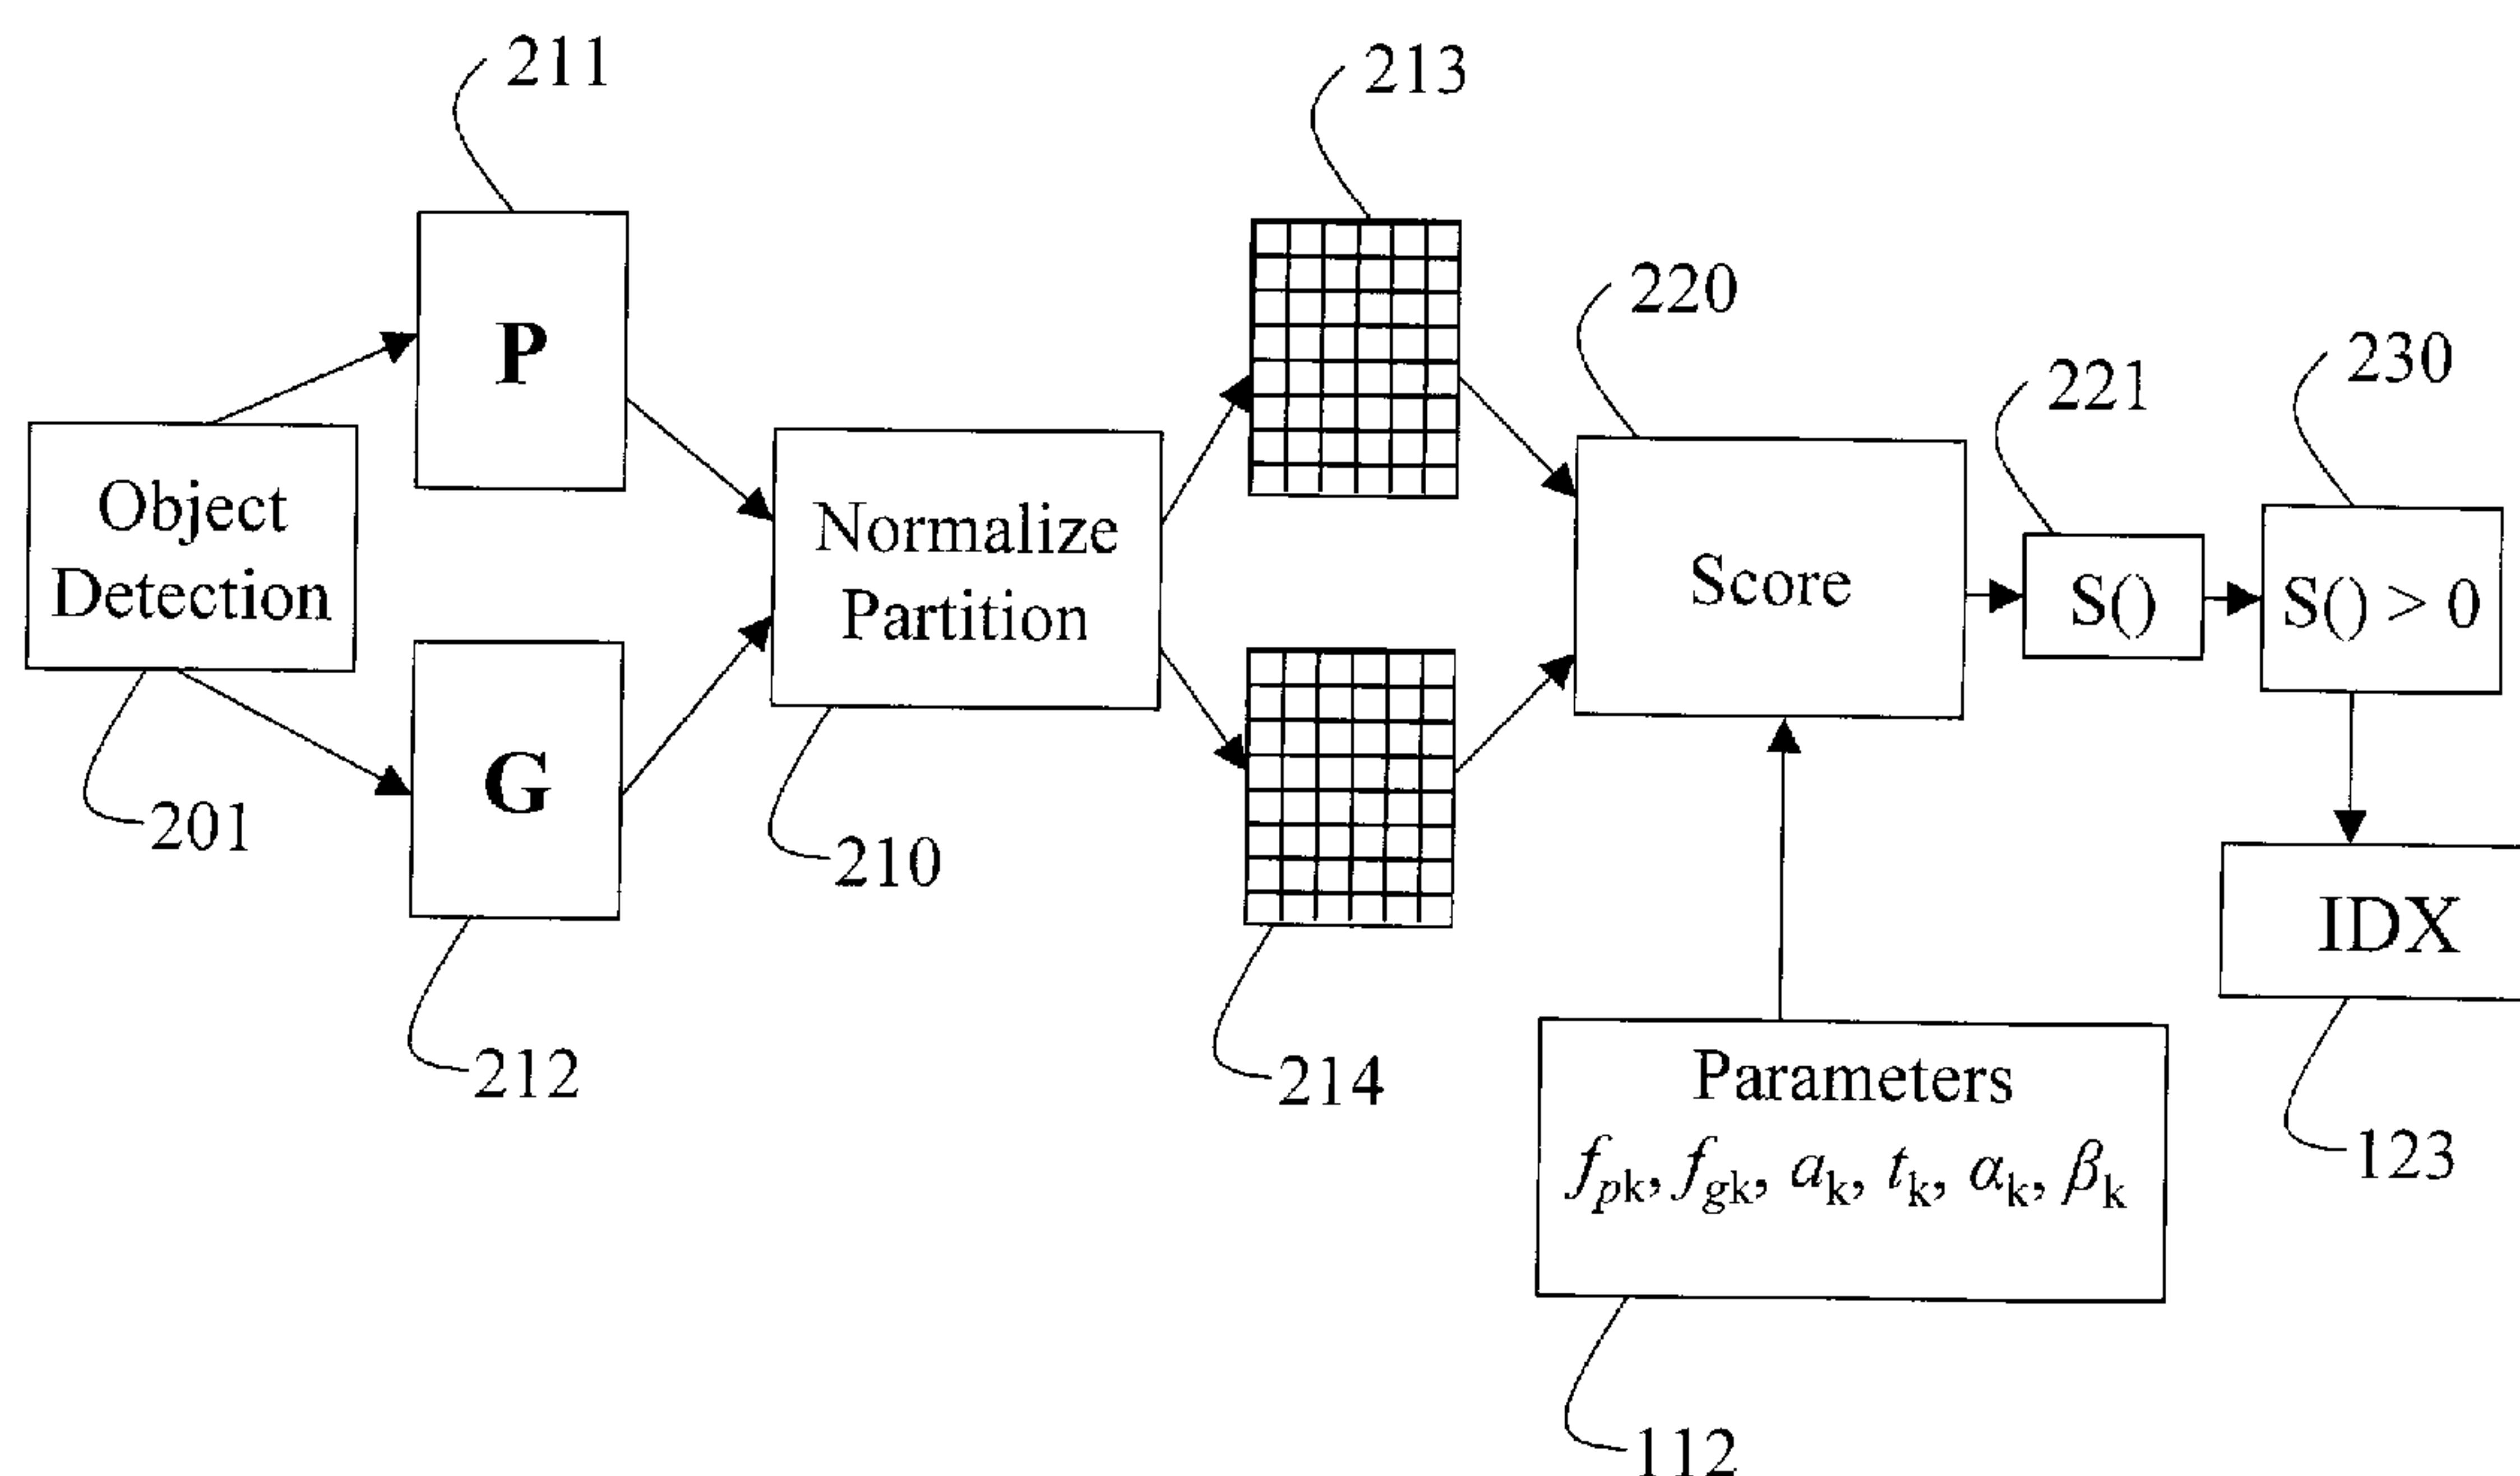 211
213
220
230
221
P
Object
Detection
Normalize
Partition
Score
S()
S() > 0
G
201
210
IDX
212
214
Parameters
f_pk, f_gk, a_k, t_k, α_k, β_k
123
112